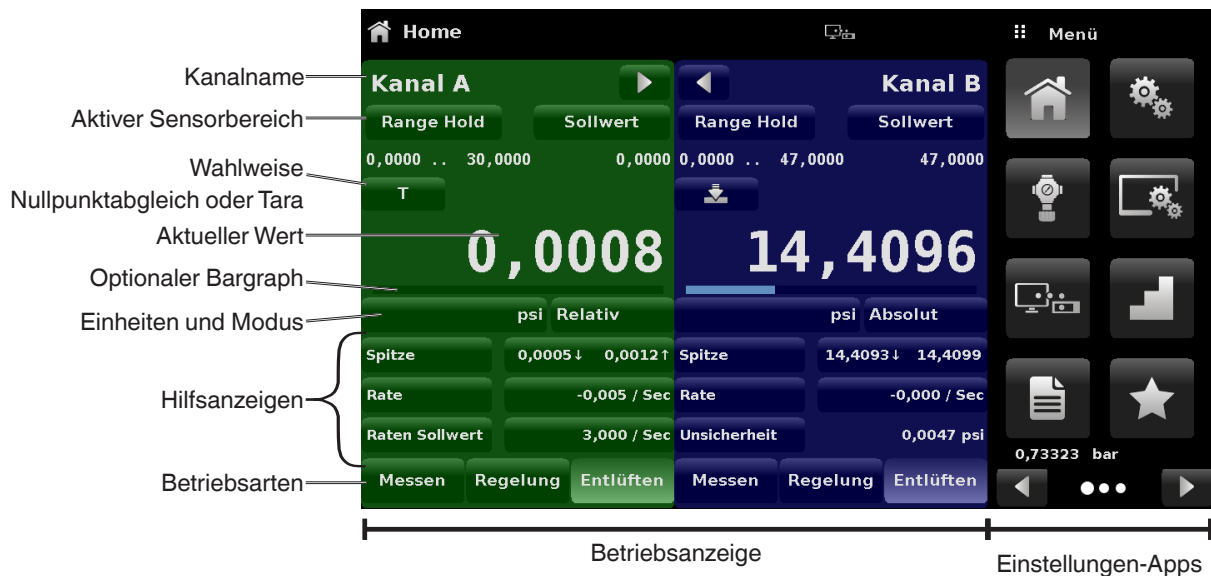 Home
Menü
Kanalname
Kanal A
Kanal B
Aktiver Sensorbereich
Range Hold
Sollwert
Range Hold
Sollwert
0,0000 .. 30,0000
0,0000
0,0000 .. 47,0000
47,0000
Wahlweise
Nullpunktabgleich oder Tara
T
Aktueller Wert
0,0008
14,4096
Optionaler Bargraph
Einheiten und Modus
psi
Relativ
psi
Absolut
Hilfsanzeigen
Spitze
0,0005↓ 0,0012↑
Spitze
14,4093↓ 14,4099
Rate
-0,005 / Sec
Rate
-0,000 / Sec
Raten Sollwert
3,000 / Sec
Unsicherheit
0,0047 psi
0,73323 bar
Betriebsarten
Messen
Regelung
Entlüften
Messen
Regelung
Entlüften
Betriebsanzeige
Einstellungen-Apps